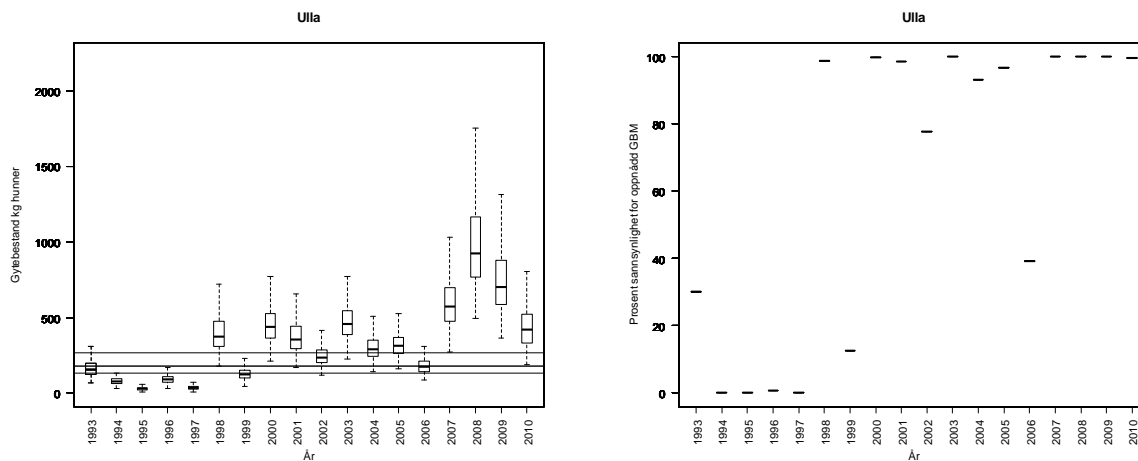 Ulla
Gytebestand kg hunner
2000
1500
1000
500
0
1993 1994 1995 1996 1997 1998 1999 2000 2001 2002 2003 2004 2005 2006 2007 2008 2009 2010
År
Ulla
Prosent sannsynlighet for oppnådd GBM
100
80
60
40
20
0
1993 1994 1995 1996 1997 1998 1999 2000 2001 2002 2003 2004 2005 2006 2007 2008 2009 2010
År